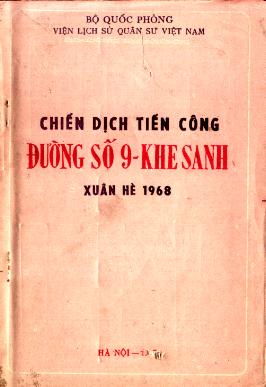 BỘ QUỐC PHÒNG
VIỆN LỊCH SỬ QUÂN SỰ VIỆT NAM
CHIẾN DỊCH TIẾN CÔNG
ĐƯỜNG SỐ 9-KHE SANH
XUÂN HÈ 1968
HÀ NỘI —